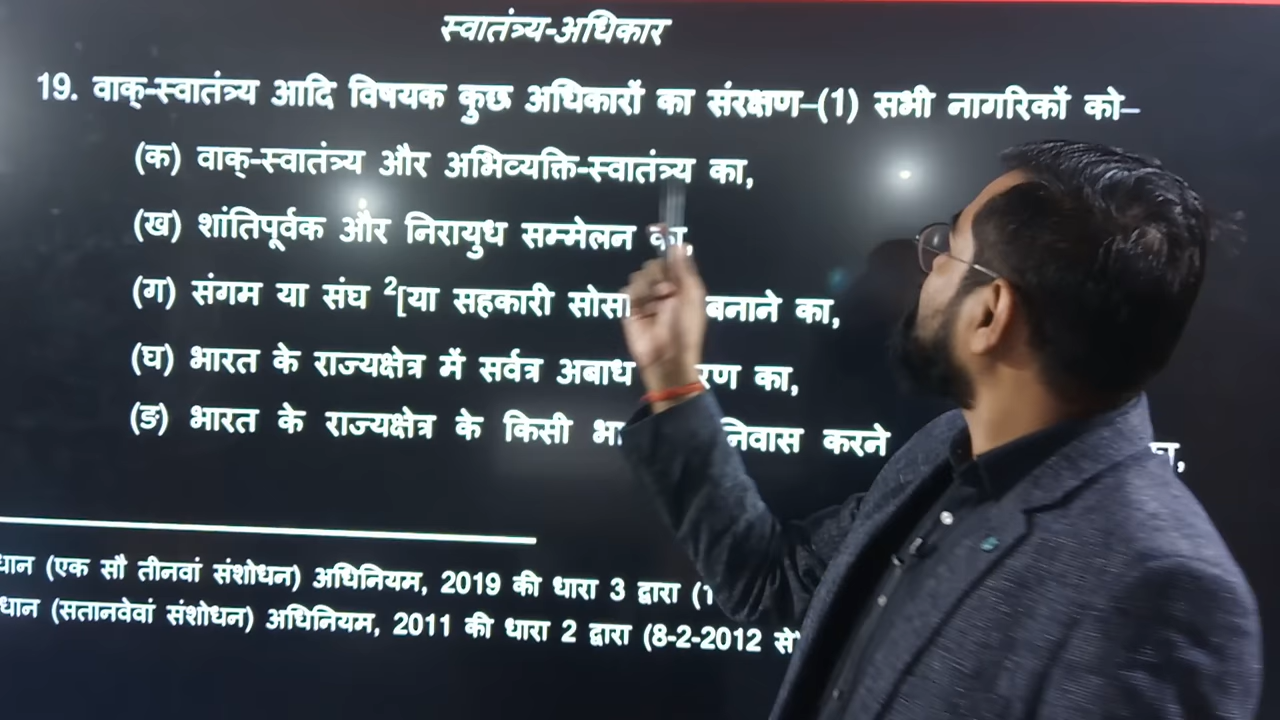 स्वातंत्र्य-अधिकार
19. वाक्-स्वातंत्र्य आदि विषयक कुछ अधिकारों का संरक्षण–(1) सभी नागरिकों को–
(क) वाक्-स्वातंत्र्य और अभिव्यक्ति-स्वातंत्र्य का,
(ख) शांतिपूर्वक और निरायुध सम्मेलन का,
(ग) संगम या संघ ²[या सहकारी बनाने का,
(घ) भारत के राज्यक्षेत्र में सर्वत्र अबाध का,
(ङ) भारत के राज्यक्षेत्र के किसी निवास करने
(एक सौ तीनवां संशोधन) अधिनियम, 2019 की धारा 3 द्वारा
(सतानवेवां संशोधन) अधिनियम, 2011 की धारा 2 द्वारा (8-2-2012 से